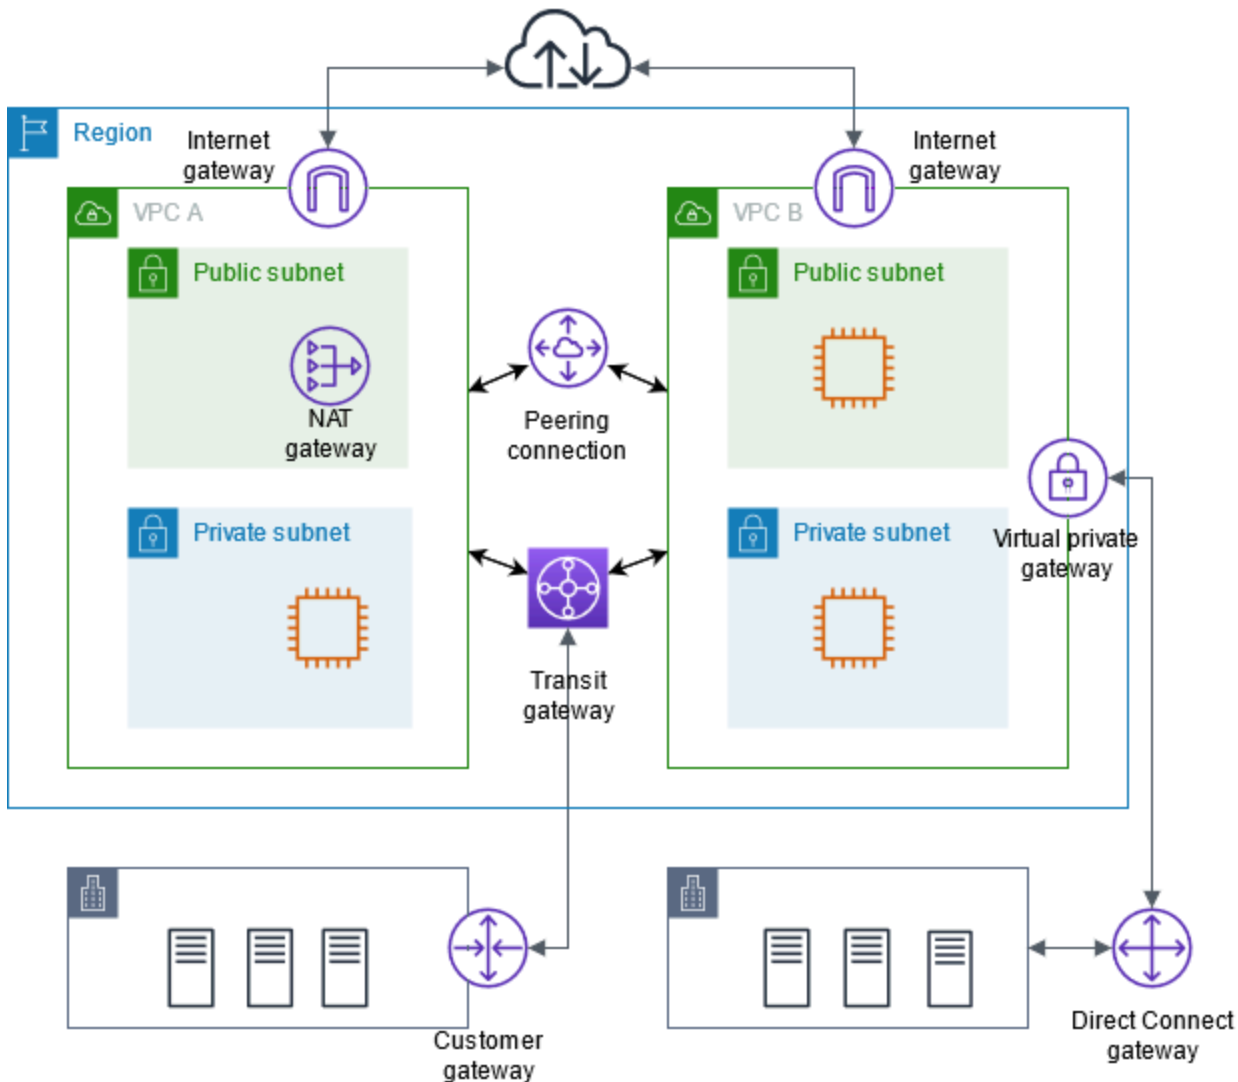 Region
Internet
gateway
Internet
gateway
VPC A
VPC B
Public subnet
Public subnet
NAT
gateway
Peering
connection
Private subnet
Private subnet
Virtual private
gateway
Transit
gateway
Customer
gateway
Direct Connect
gateway